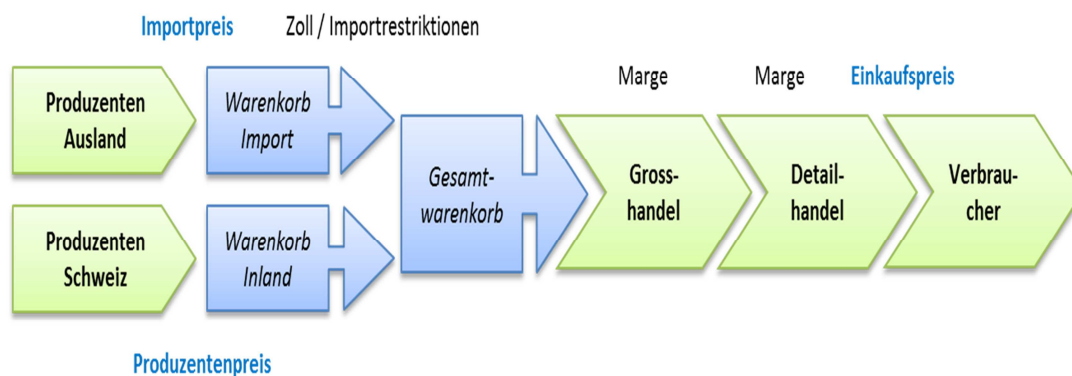 Importpreis
Zoll / Importrestriktionen
Marge
Marge
Einkaufspreis
Produzenten
Ausland
Warenkorb
Import
Gesamt-
warenkorb
Gross-
handel
Detail-
handel
Verbrau-
cher
Produzenten
Schweiz
Warenkorb
Inland
Produzentenpreis